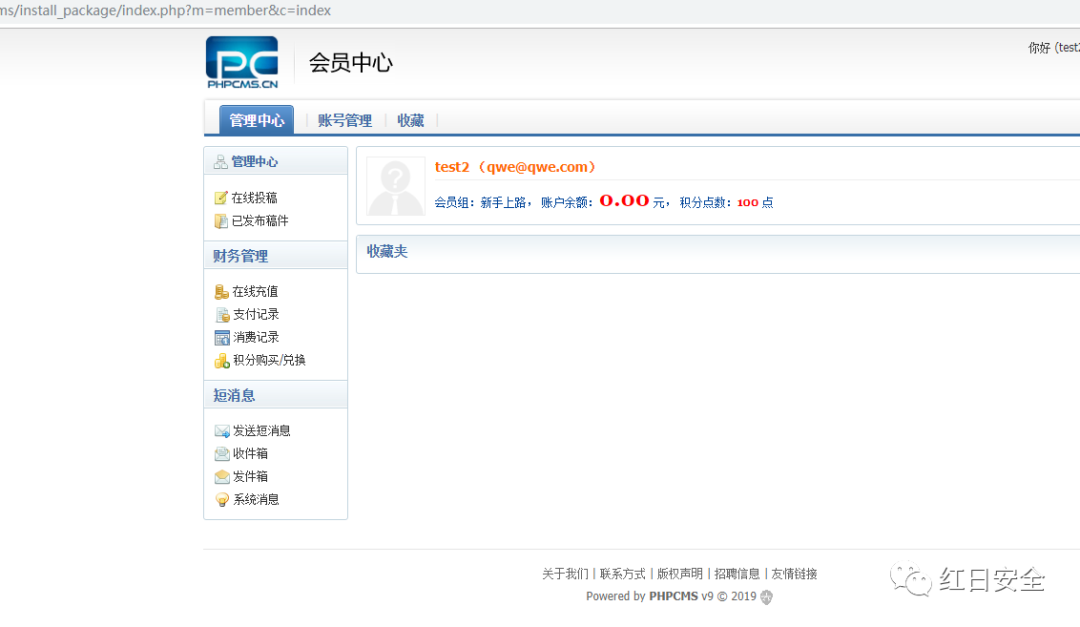 ms/install_package/index.php?m=member&c=index
PHPCMS.CN
会员中心
你好 (test2
管理中心 账号管理 收藏
管理中心
在线投稿
已发布稿件
财务管理
在线充值
支付记录
消费记录
积分购买/兑换
短消息
发送短消息
收件箱
发件箱
系统消息
test2 （qwe@qwe.com）
会员组：新手上路，账户余额：0.00 元，积分点数：100 点
收藏夹
关于我们 | 联系方式 | 版权声明 | 招聘信息 | 友情链接
Powered by PHPCMS v9 © 2019
红日安全